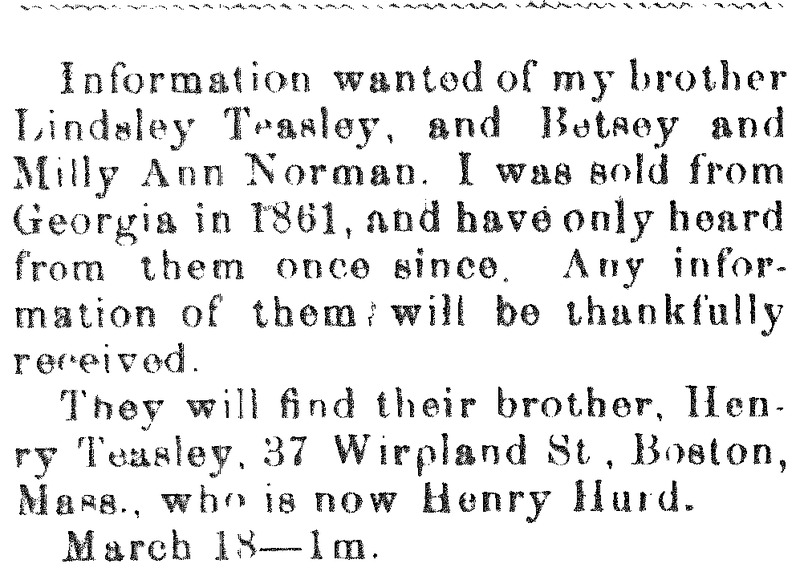 Information wanted of my brother
Lindsley Teasley, and Betsey and
Milly Ann Norman. I was sold from
Georgia in 1861, and have only heard
from them once since. Any infor-
mation of them will be thankfully
received.
They will find their brother, Hen-
ry Teasley, 37 Wirpland St., Boston,
Mass., who is now Henry Hurd.
March 18—1m.